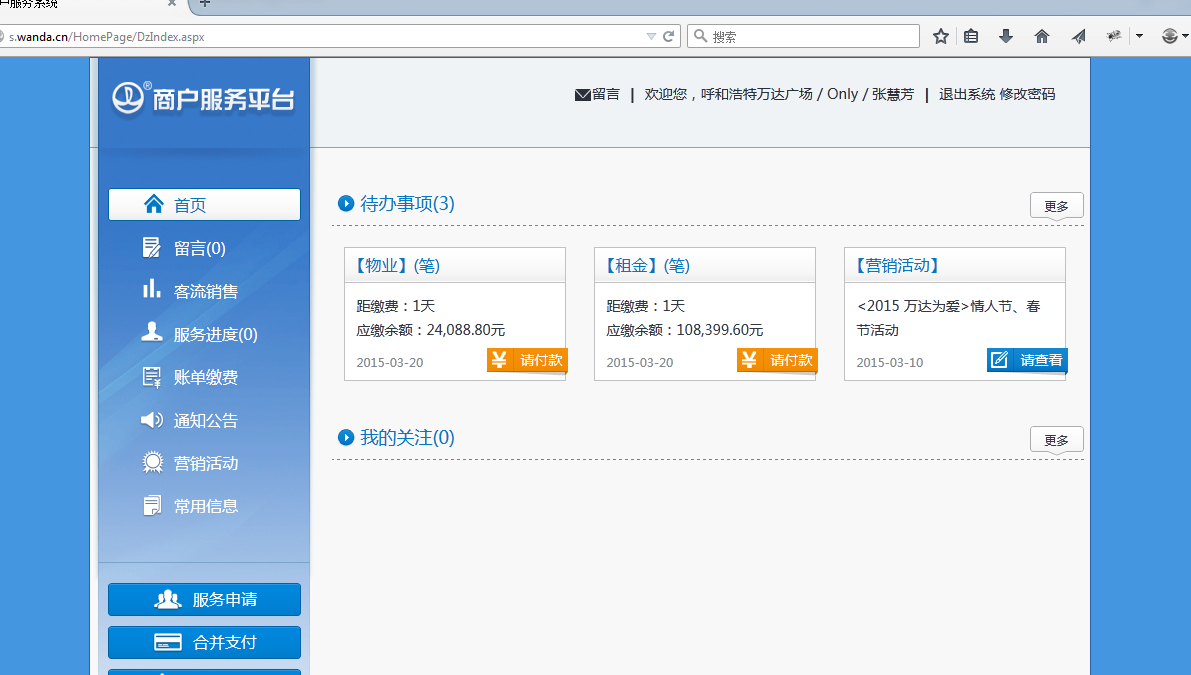 户服务系统
s.wanda.cn/HomePage/DzIndex.aspx
搜索
商户服务平台
留言 | 欢迎您，呼和浩特万达广场 / Only / 张慧芳 | 退出系统 修改密码
首页
留言(0)
客流销售
服务进度(0)
账单缴费
通知公告
营销活动
常用信息
服务申请
合并支付
待办事项(3)
更多
【物业】(笔)
距缴费：1天
应缴余额：24,088.80元
2015-03-20
请付款
【租金】(笔)
距缴费：1天
应缴余额：108,399.60元
2015-03-20
请付款
【营销活动】
<2015 万达为爱>情人节、春
节活动
2015-03-10
请查看
我的关注(0)
更多